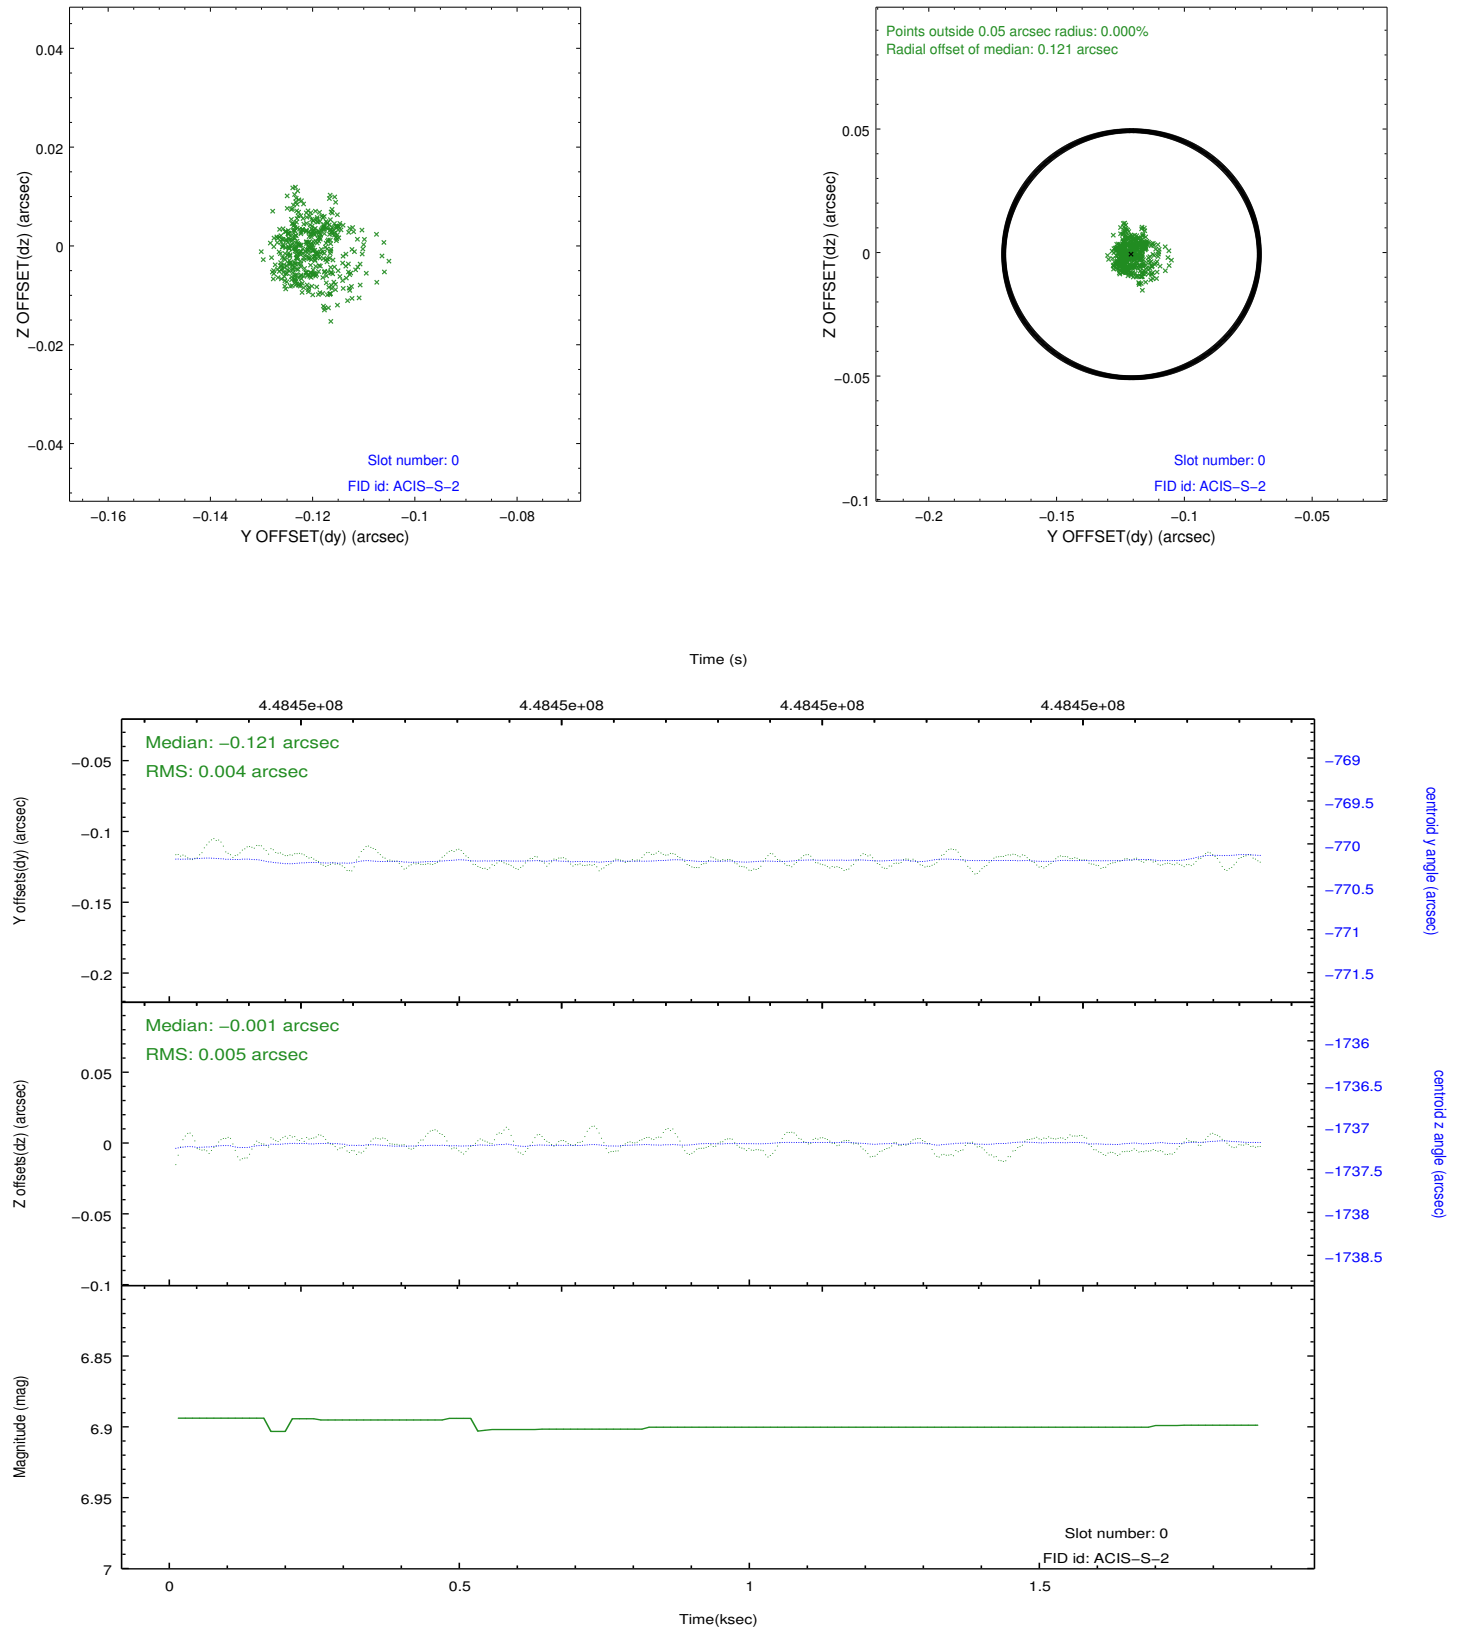 0.04
0.02
0
−0.02
−0.04
Z OFFSET(dz) (arcsec)
Slot number: 0
FID id: ACIS−S−2
−0.16 −0.14 −0.12 −0.1 −0.08
Y OFFSET(dy) (arcsec)
Points outside 0.05 arcsec radius: 0.000%
Radial offset of median: 0.121 arcsec
0.05
0
−0.05
−0.1
Z OFFSET(dz) (arcsec)
Slot number: 0
FID id: ACIS−S−2
−0.2 −0.15 −0.1 −0.05
Y OFFSET(dy) (arcsec)
Time (s)
4.4845e+08 4.4845e+08 4.4845e+08 4.4845e+08
Median: −0.121 arcsec
RMS: 0.004 arcsec
−0.05
−0.1
−0.15
−0.2
Y offsets(dy) (arcsec)
−769
−769.5
−770
−770.5
−771
−771.5
centroid y angle (arcsec)
Median: −0.001 arcsec
RMS: 0.005 arcsec
0.05
0
−0.05
−0.1
Z offsets(dz) (arcsec)
−1736
−1736.5
−1737
−1737.5
−1738
−1738.5
centroid z angle (arcsec)
6.85
6.9
6.95
7
Magnitude (mag)
Slot number: 0
FID id: ACIS−S−2
0 0.5 1 1.5
Time(ksec)